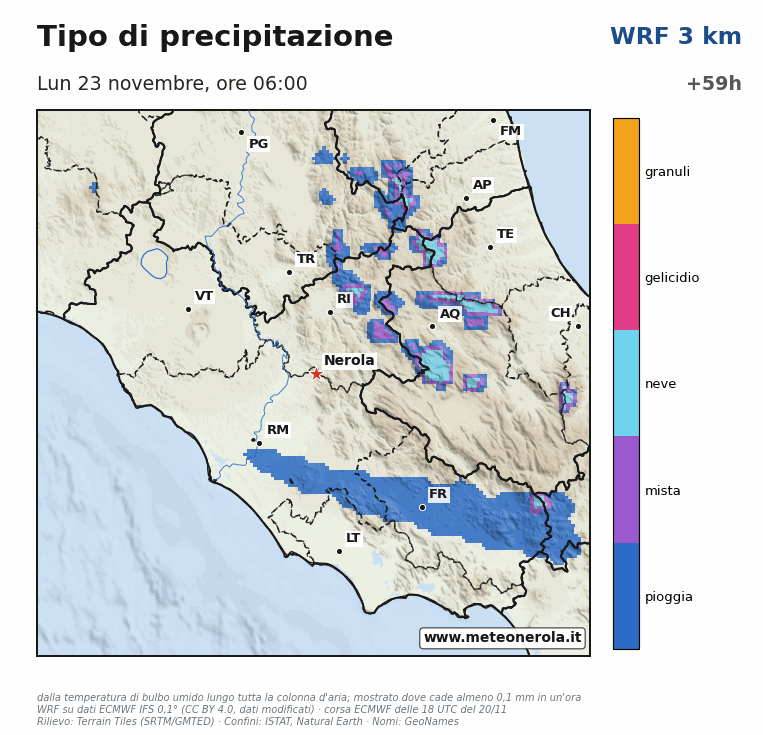 Tipo di precipitazione
WRF 3 km
Lun 23 novembre, ore 06:00
+59h
FM
PG
AP
TE
TR
VT
RI
AQ
CH
Nerola
RM
FR
LT
www.meteonerola.it
granuli
gelicidio
neve
mista
pioggia
dalla temperatura di bulbo umido lungo tutta la colonna d'aria; mostrato dove cade almeno 0,1 mm in un'ora
WRF su dati ECMWF IFS 0,1° (CC BY 4.0, dati modificati) · corsa ECMWF delle 18 UTC del 20/11
Rilievo: Terrain Tiles (SRTM/GMTED) · Confini: ISTAT, Natural Earth · Nomi: GeoNames